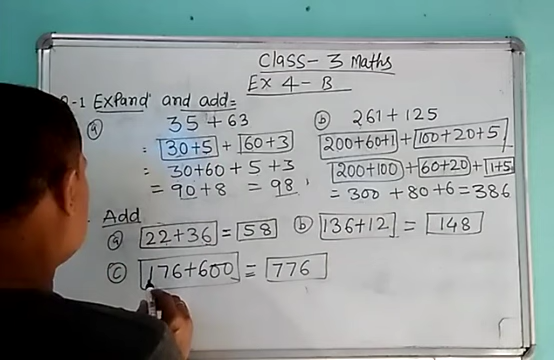 Class-3 Maths
Ex 4-B
-1 Expand and add=
(a) 35+63
= 30+5 + 60+3
= 30+60+5+3
= 90+8 = 98
(b) 261+125
200+60+1 + 100+20+5
200+100 + 60+20 + 1+5
= 300+80+6=386
Add
(a) 22+36 = 58 (b) 136+12 = 148
(c) 176+600 = 776